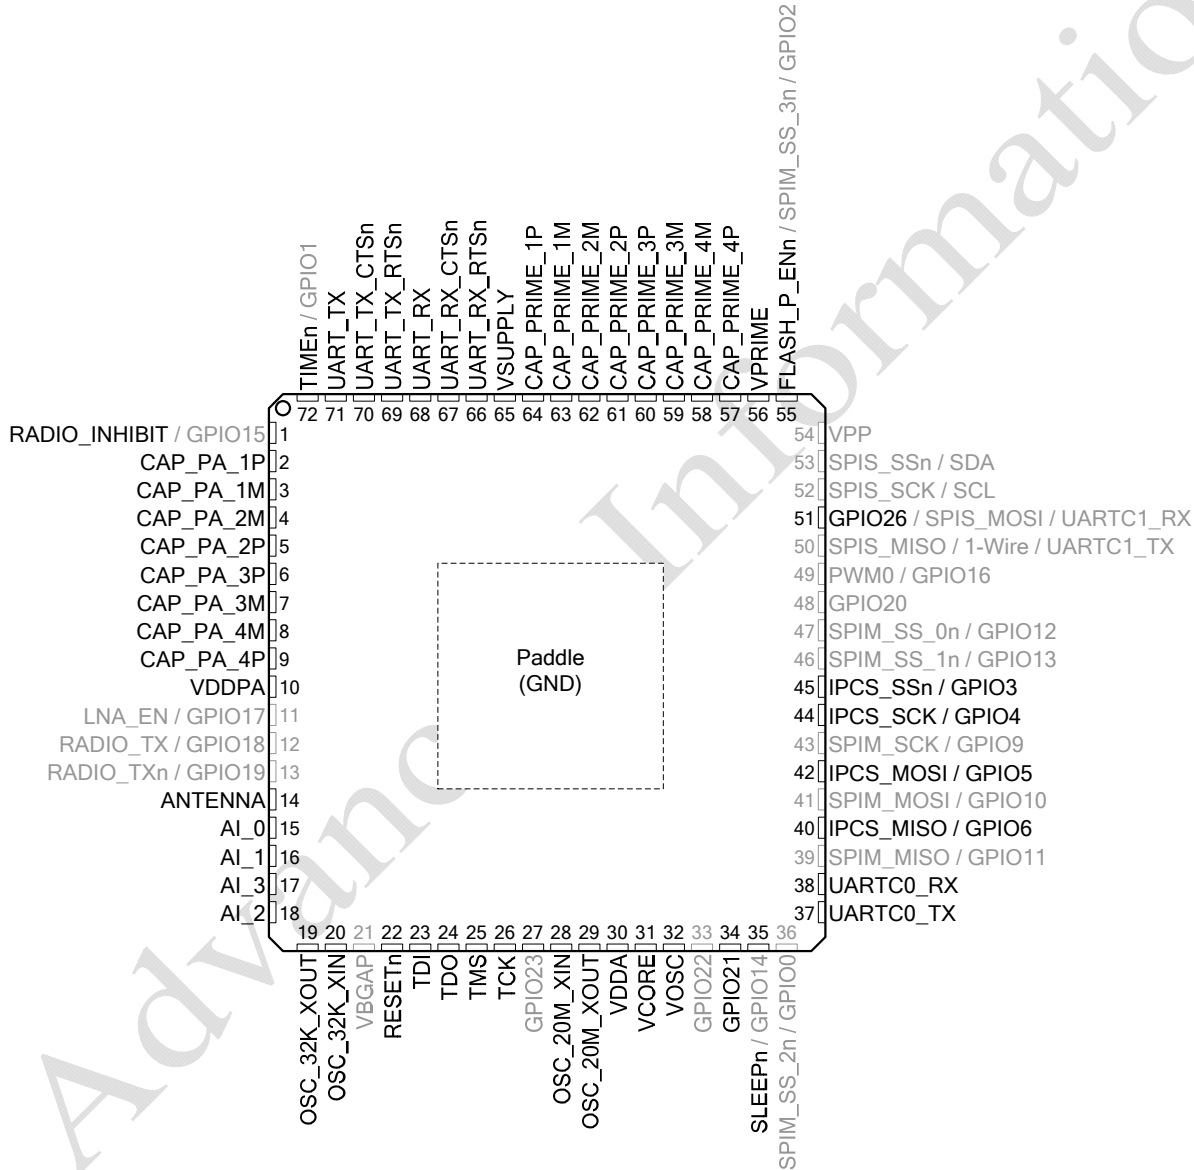 TIMEn / GPIO1
UART_TX
UART_TX_CTSn
UART_TX_RTSn
UART_RX
UART_RX_CTSn
UART_RX_RTSn
VSUPPLY
CAP_PRIME_1P
CAP_PRIME_1M
CAP_PRIME_2M
CAP_PRIME_2P
CAP_PRIME_3P
CAP_PRIME_3M
CAP_PRIME_4M
CAP_PRIME_4P
VPRIME
FLASH_P_ENn / SPIM_SS_3n / GPIO2
72 71 70 69 68 67 66 65 64 63 62 61 60 59 58 57 56 55
RADIO_INHIBIT / GPIO15 1
CAP_PA_1P 2
CAP_PA_1M 3
CAP_PA_2M 4
CAP_PA_2P 5
CAP_PA_3P 6
CAP_PA_3M 7
CAP_PA_4M 8
CAP_PA_4P 9
VDDPA 10
LNA_EN / GPIO17 11
RADIO_TX / GPIO18 12
RADIO_TXn / GPIO19 13
ANTENNA 14
AI_0 15
AI_1 16
AI_3 17
AI_2 18
Paddle
(GND)
54 VPP
53 SPIS_SSn / SDA
52 SPIS_SCK / SCL
51 GPIO26 / SPIS_MOSI / UARTC1_RX
50 SPIS_MISO / 1-Wire / UARTC1_TX
49 PWM0 / GPIO16
48 GPIO20
47 SPIM_SS_0n / GPIO12
46 SPIM_SS_1n / GPIO13
45 IPCS_SSn / GPIO3
44 IPCS_SCK / GPIO4
43 SPIM_SCK / GPIO9
42 IPCS_MOSI / GPIO5
41 SPIM_MOSI / GPIO10
40 IPCS_MISO / GPIO6
39 SPIM_MISO / GPIO11
38 UARTC0_RX
37 UARTC0_TX
19 20 21 22 23 24 25 26 27 28 29 30 31 32 33 34 35 36
OSC_32K_XOUT
OSC_32K_XIN
VBGAP
RESETn
TDI
TDO
TMS
TCK
GPIO23
OSC_20M_XIN
OSC_20M_XOUT
VDDA
VCORE
VOSC
GPIO22
GPIO21
SLEEPn / GPIO14
SPIM_SS_2n / GPIO0
Advanc
Informatio